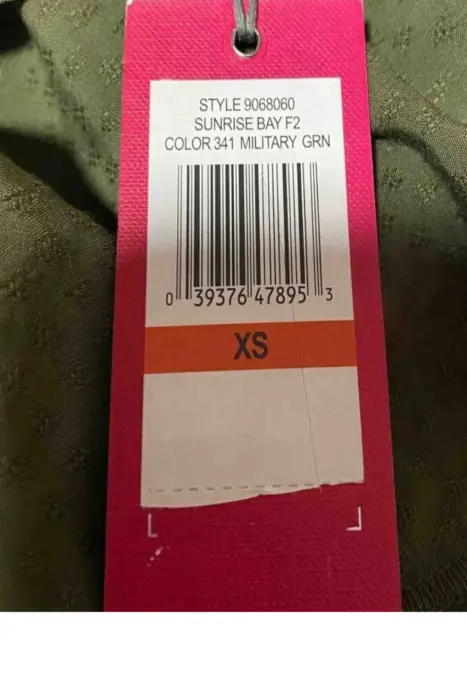 STYLE 9068060
SUNRISE BAY F2
COLOR 341 MILITARY GRN
0 39376 47895 3
XS